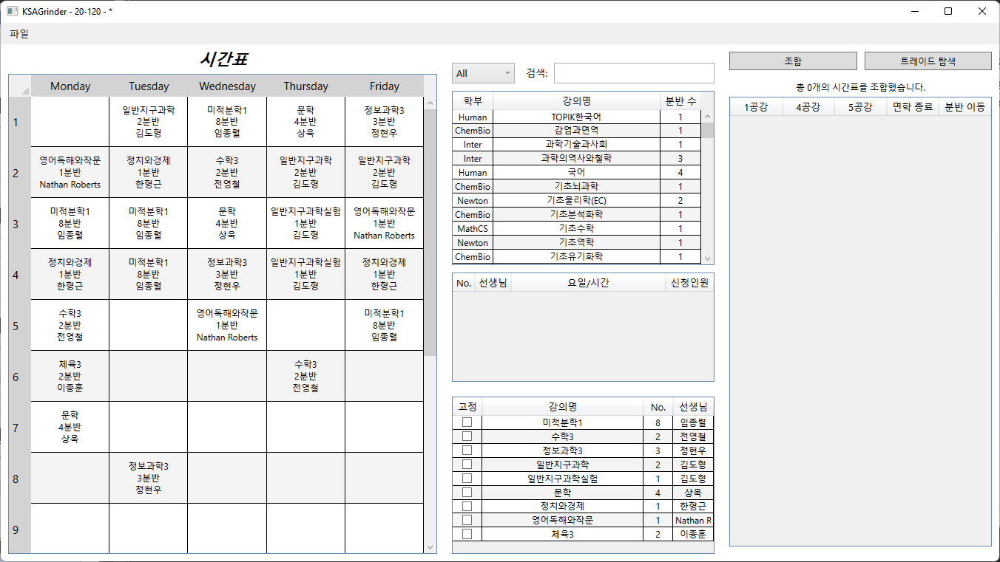 KSAGrinder - 20-120 - *
파일
시간표
Monday Tuesday Wednesday Thursday Friday
1
일반지구과학
2분반
김도형
미적분학1
8분반
임종렬
문학
4분반
상욱
정보과학3
3분반
정현우
2
영어독해와작문
1분반
Nathan Roberts
정치와경제
1분반
한형근
수학3
2분반
전영철
일반지구과학
2분반
김도형
일반지구과학
2분반
김도형
3
미적분학1
8분반
임종렬
미적분학1
8분반
임종렬
문학
4분반
상욱
일반지구과학실험
1분반
김도형
영어독해와작문
1분반
Nathan Roberts
4
정치와경제
1분반
한형근
미적분학1
8분반
임종렬
정보과학3
3분반
정현우
일반지구과학실험
1분반
김도형
정치와경제
1분반
한형근
5
수학3
2분반
전영철
영어독해와작문
1분반
Nathan Roberts
미적분학1
8분반
임종렬
6
체육3
2분반
이종훈
수학3
2분반
전영철
7
문학
4분반
상욱
8
정보과학3
3분반
정현우
9
All 검색:
학부 강의명 분반 수
Human TOPIK한국어 1
ChemBio 감염과면역 1
Inter 과학기술과사회 1
Inter 과학의역사와철학 3
Human 국어 4
ChemBio 기초뇌과학 1
Newton 기초물리학(EC) 2
ChemBio 기초분석화학 1
MathCS 기초수학 1
Newton 기초역학 1
ChemBio 기초유기화학 1
No. 선생님 요일/시간 신청인원
고정 강의명 No. 선생님
미적분학1 8 임종렬
수학3 2 전영철
정보과학3 3 정현우
일반지구과학 2 김도형
일반지구과학실험 1 김도형
문학 4 상욱
정치와경제 1 한형근
영어독해와작문 1 Nathan R
체육3 2 이종훈
조합 트레이드 탐색
총 0개의 시간표를 조합했습니다.
1공강 4공강 5공강 면학 종료 분반 이동